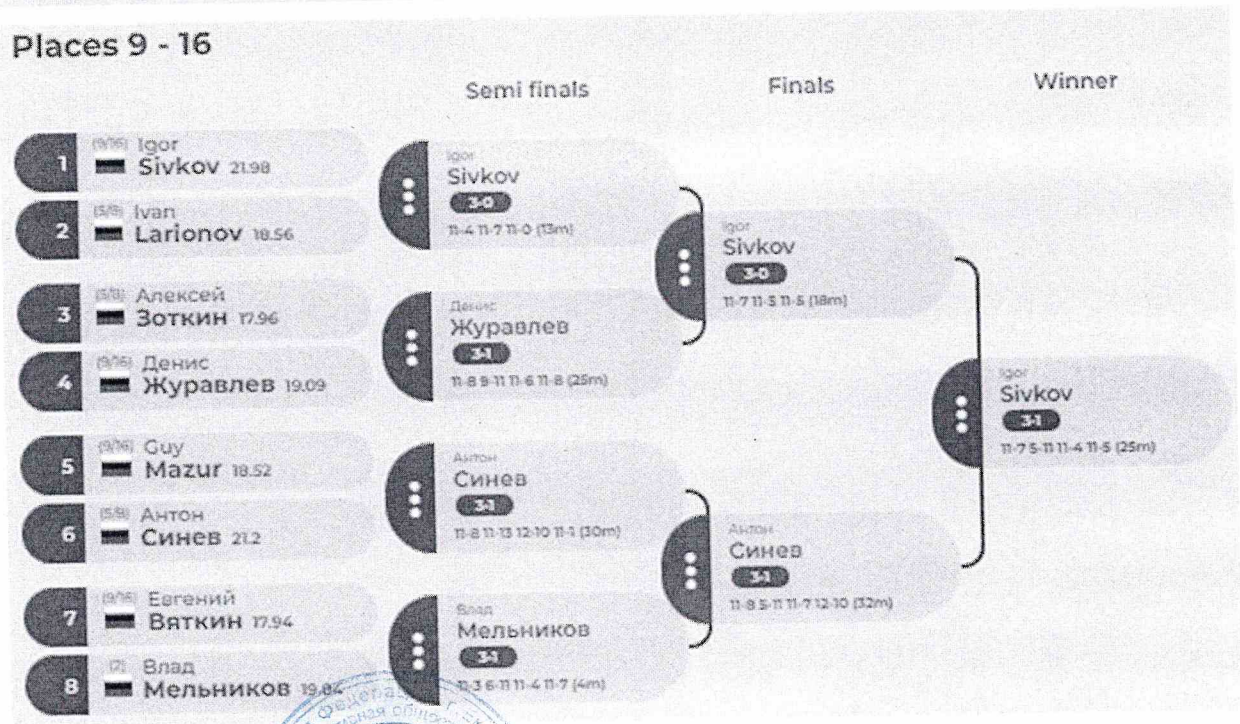 Places 9 - 16
Semi finals
Finals
Winner
1
(9/16) Igor
Sivkov 21.98
2
(5/8) Ivan
Larionov 18.56
3
(5/8) Алексей
Зоткин 17.96
4
(9/16) Денис
Журавлев 19.09
5
(9/16) Guy
Mazur 18.52
6
(5/8) Антон
Синев 21.2
7
(9/16) Евгений
Вяткин 17.94
8
(7) Влад
Мельников 19.84
Igor
Sivkov
3-0
11-4 11-7 11-0 (13m)
Денис
Журавлев
3-1
11-8 9-11 11-6 11-8 (25m)
Антон
Синев
3-1
11-8 11-13 12-10 11-1 (30m)
Влад
Мельников
3-1
11-3 6-11 11-4 11-7 (4m)
Igor
Sivkov
3-0
11-7 11-5 11-5 (18m)
Антон
Синев
3-1
11-8 5-11 11-7 12-10 (32m)
Igor
Sivkov
3-1
11-7 5-11 11-4 11-5 (25m)